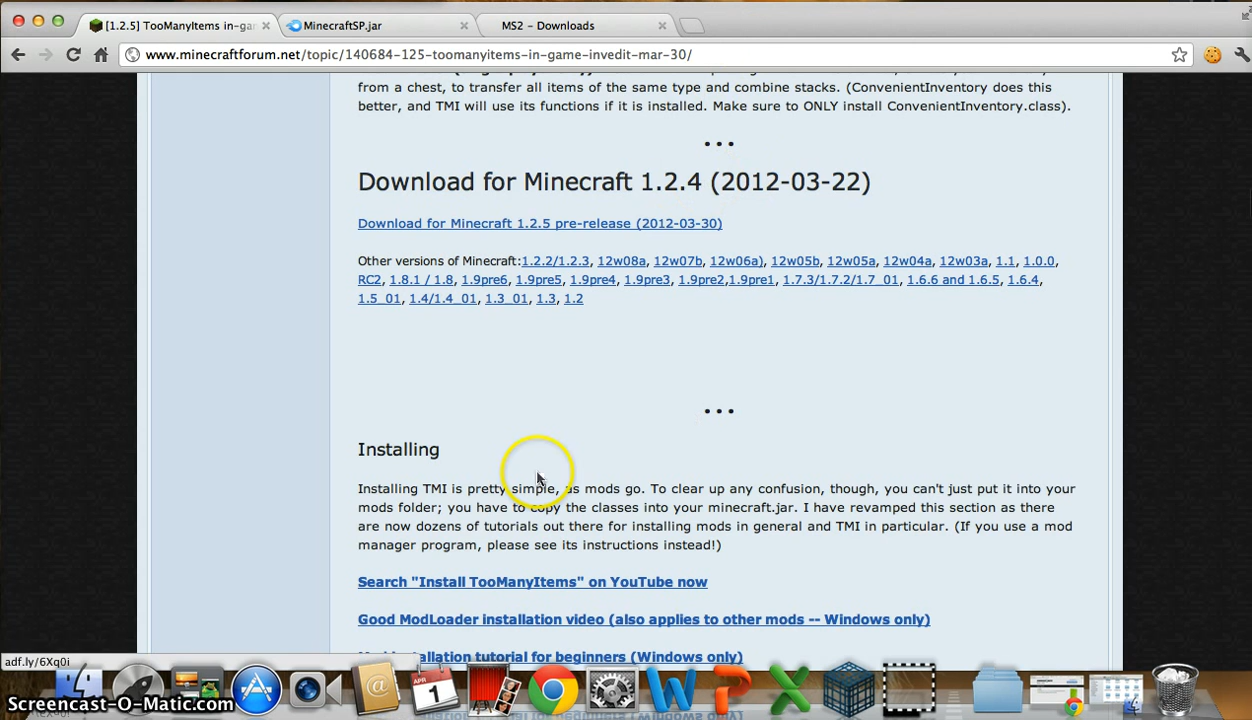 [1.2.5] TooManyItems in-ga
MinecraftSP.jar
MS2 – Downloads
www.minecraftforum.net/topic/140684-125-toomanyitems-in-game-invedit-mar-30/
from a chest, to transfer all items of the same type and combine stacks. (ConvenientInventory does this
better, and TMI will use its functions if it is installed. Make sure to ONLY install ConvenientInventory.class).
• • •
Download for Minecraft 1.2.4 (2012-03-22)
Download for Minecraft 1.2.5 pre-release (2012-03-30)
Other versions of Minecraft:1.2.2/1.2.3, 12w08a, 12w07b, 12w06a), 12w05b, 12w05a, 12w04a, 12w03a, 1.1, 1.0.0,
RC2, 1.8.1 / 1.8, 1.9pre6, 1.9pre5, 1.9pre4, 1.9pre3, 1.9pre2,1.9pre1, 1.7.3/1.7.2/1.7_01, 1.6.6 and 1.6.5, 1.6.4,
1.5_01, 1.4/1.4_01, 1.3_01, 1.3, 1.2
• • •
Installing
Installing TMI is pretty simple, as mods go. To clear up any confusion, though, you can't just put it into your
mods folder; you have to copy the classes into your minecraft.jar. I have revamped this section as there
are now dozens of tutorials out there for installing mods in general and TMI in particular. (If you use a mod
manager program, please see its instructions instead!)
Search "Install TooManyItems" on YouTube now
Good ModLoader installation video (also applies to other mods -- Windows only)
installation tutorial for beginners (Windows only)
adf.ly/6Xq0i
APR
1
Screencast-O-Matic.com